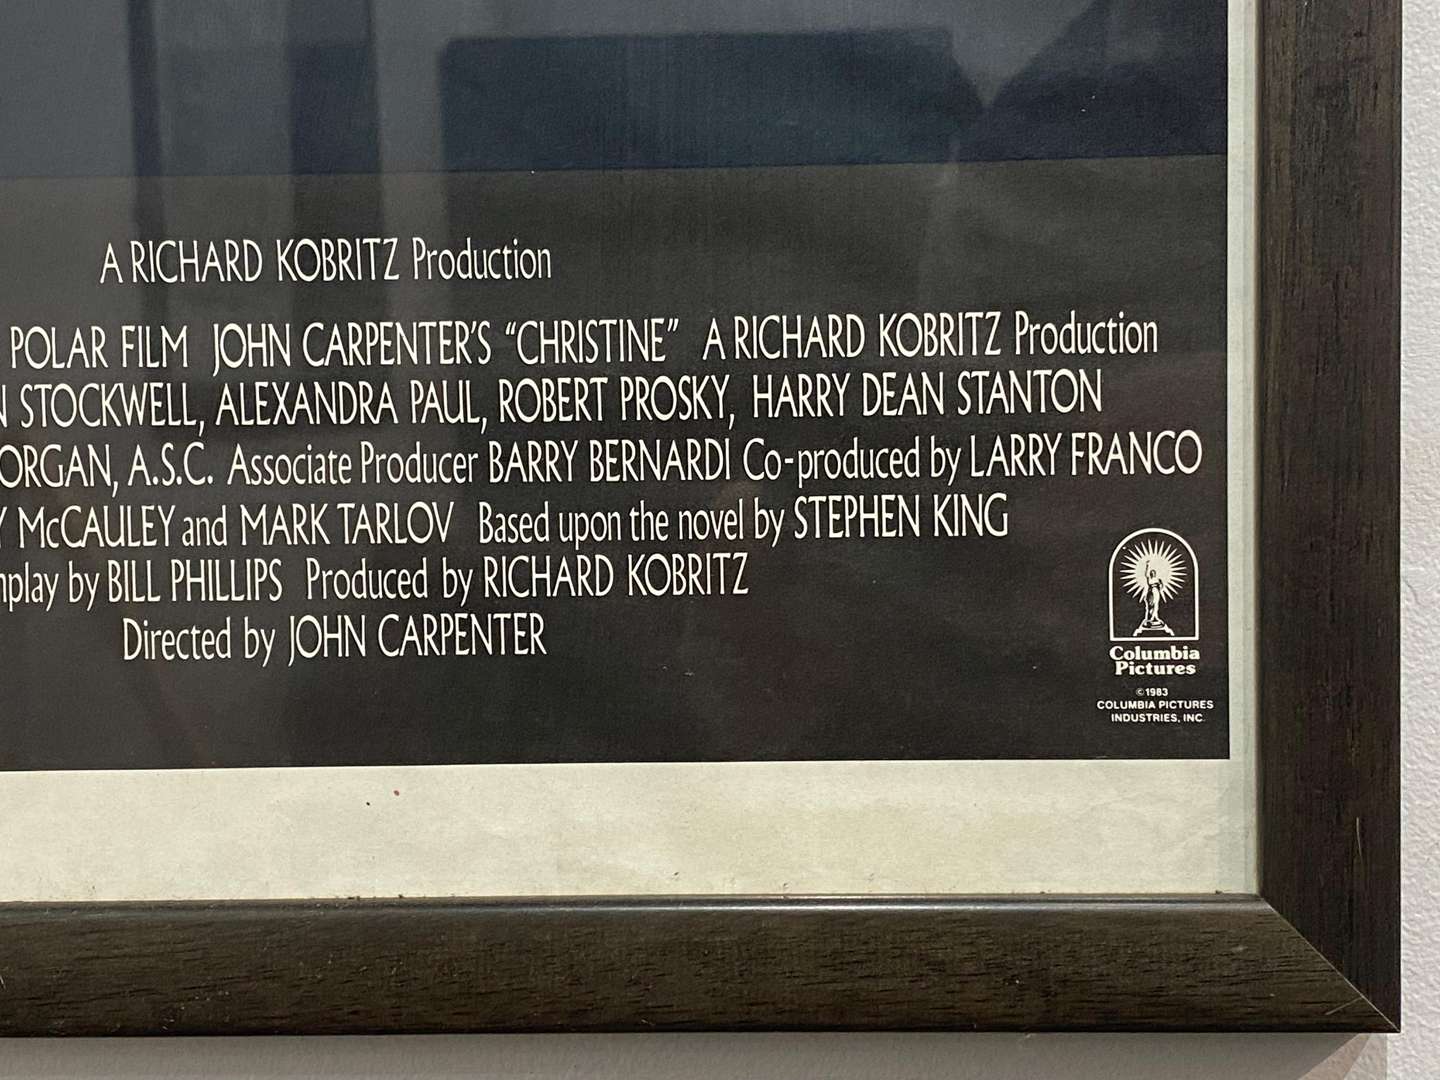 A RICHARD KOBRITZ Production
POLAR FILM JOHN CARPENTER'S “CHRISTINE” A RICHARD KOBRITZ Production
STOCKWELL, ALEXANDRA PAUL, ROBERT PROSKY, HARRY DEAN STANTON
ORGAN, A.S.C. Associate Producer BARRY BERNARDI Co-produced by LARRY FRANCO
McCAULEY and MARK TARLOV Based upon the novel by STEPHEN KING
play by BILL PHILLIPS Produced by RICHARD KOBRITZ
Directed by JOHN CARPENTER
Columbia
Pictures
©1983
COLUMBIA PICTURES
INDUSTRIES, INC.